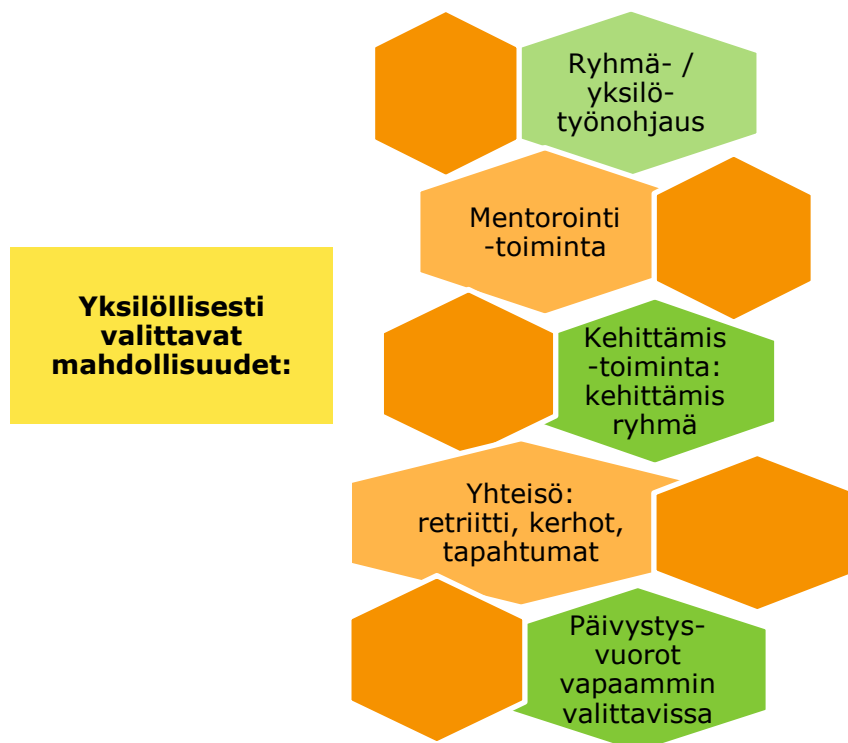 Ryhmä- /
yksilö-
työnohjaus
Mentorointi
-toiminta
Yksilöllisesti
valittavat
mahdollisuudet:
Kehittämis
-toiminta:
kehittämis
ryhmä
Yhteisö:
retriitti, kerhot,
tapahtumat
Päivystys-
vuorot
vapaammin
valittavissa